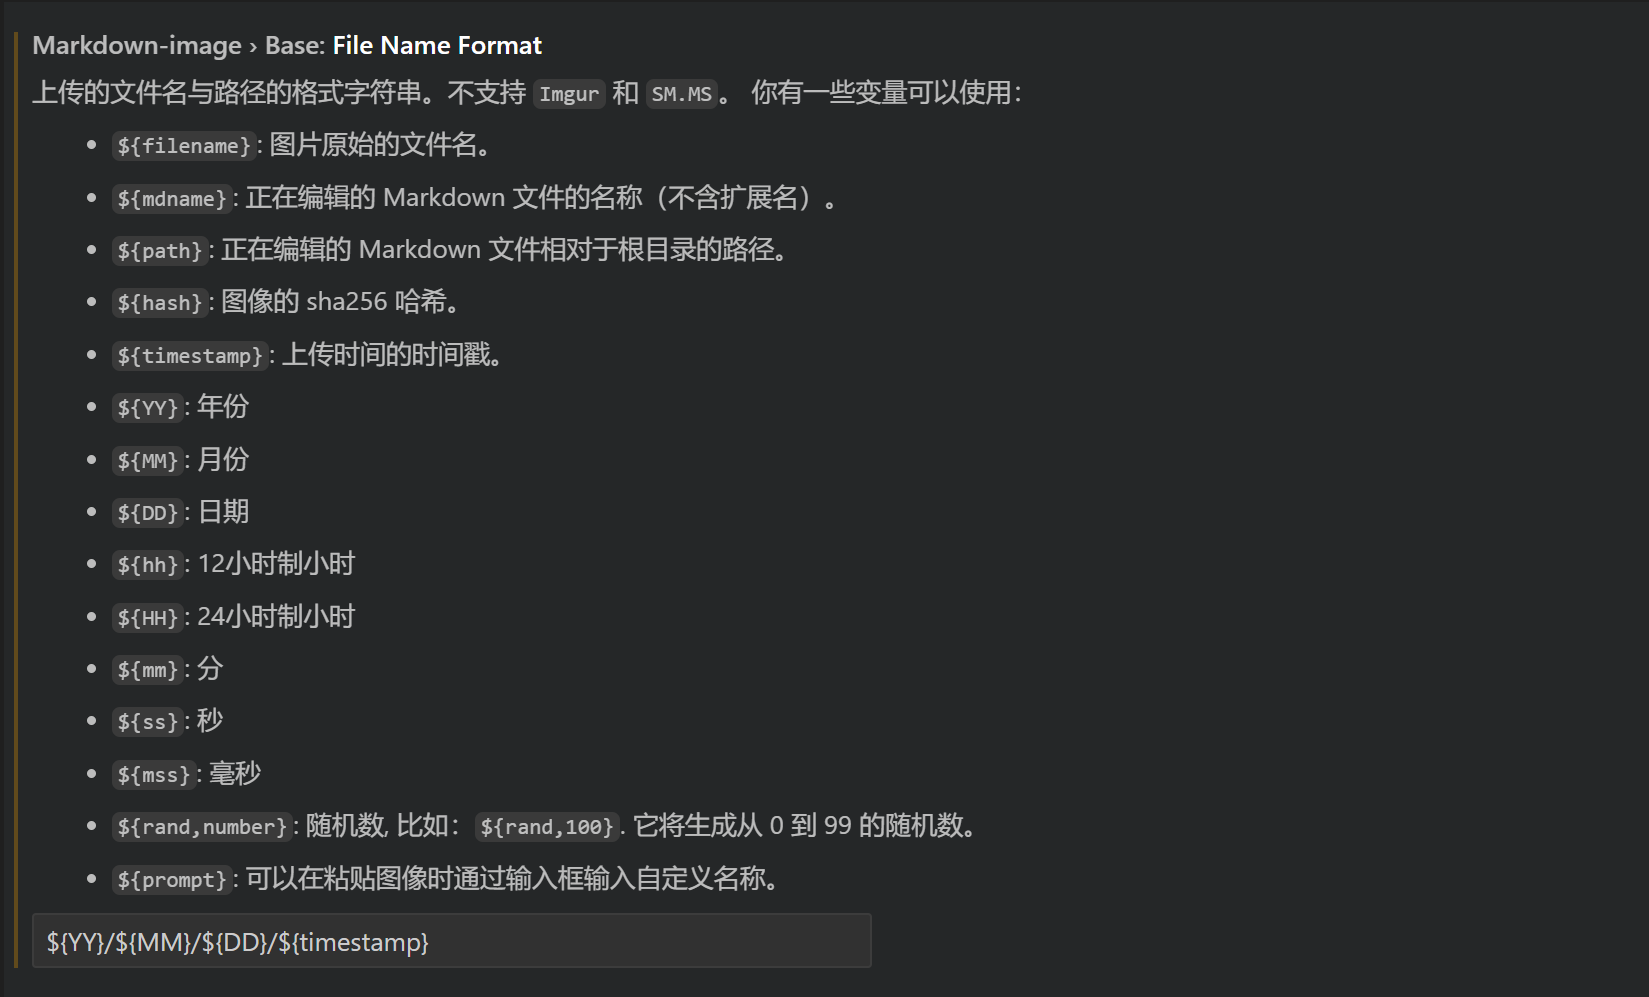 Markdown-image › Base: File Name Format
上传的文件名与路径的格式字符串。不支持 Imgur 和 SM.MS。 你有一些变量可以使用：
• ${filename}: 图片原始的文件名。
• ${mdname}: 正在编辑的 Markdown 文件的名称（不含扩展名）。
• ${path}: 正在编辑的 Markdown 文件相对于根目录的路径。
• ${hash}: 图像的 sha256 哈希。
• ${timestamp}: 上传时间的时间戳。
• ${YY}: 年份
• ${MM}: 月份
• ${DD}: 日期
• ${hh}: 12小时制小时
• ${HH}: 24小时制小时
• ${mm}: 分
• ${ss}: 秒
• ${mss}: 毫秒
• ${rand,number}: 随机数, 比如： ${rand,100}. 它将生成从 0 到 99 的随机数。
• ${prompt}: 可以在粘贴图像时通过输入框输入自定义名称。
${YY}/${MM}/${DD}/${timestamp}